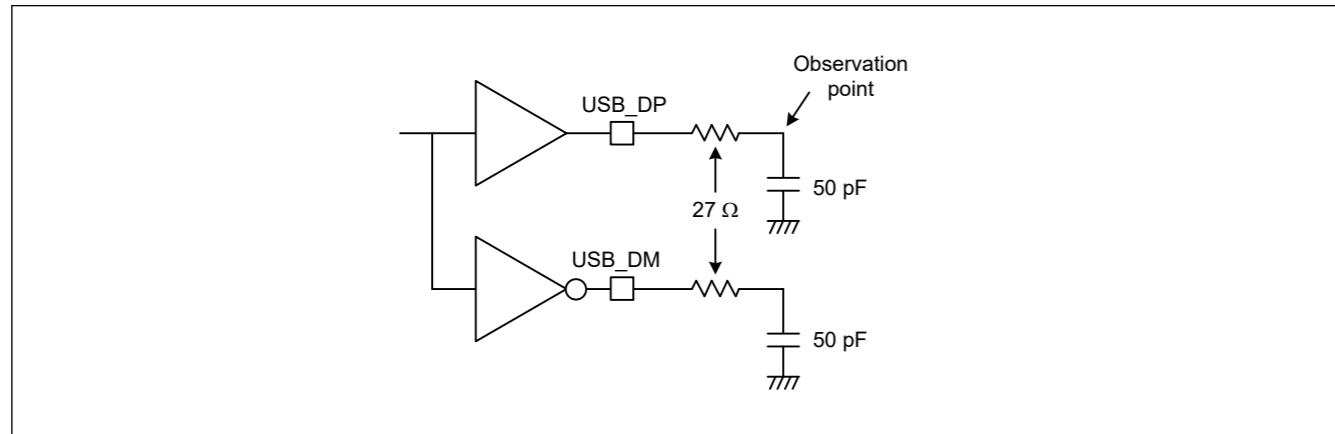 Observation
point
USB_DP
50 pF
27 Ω
USB_DM
50 pF